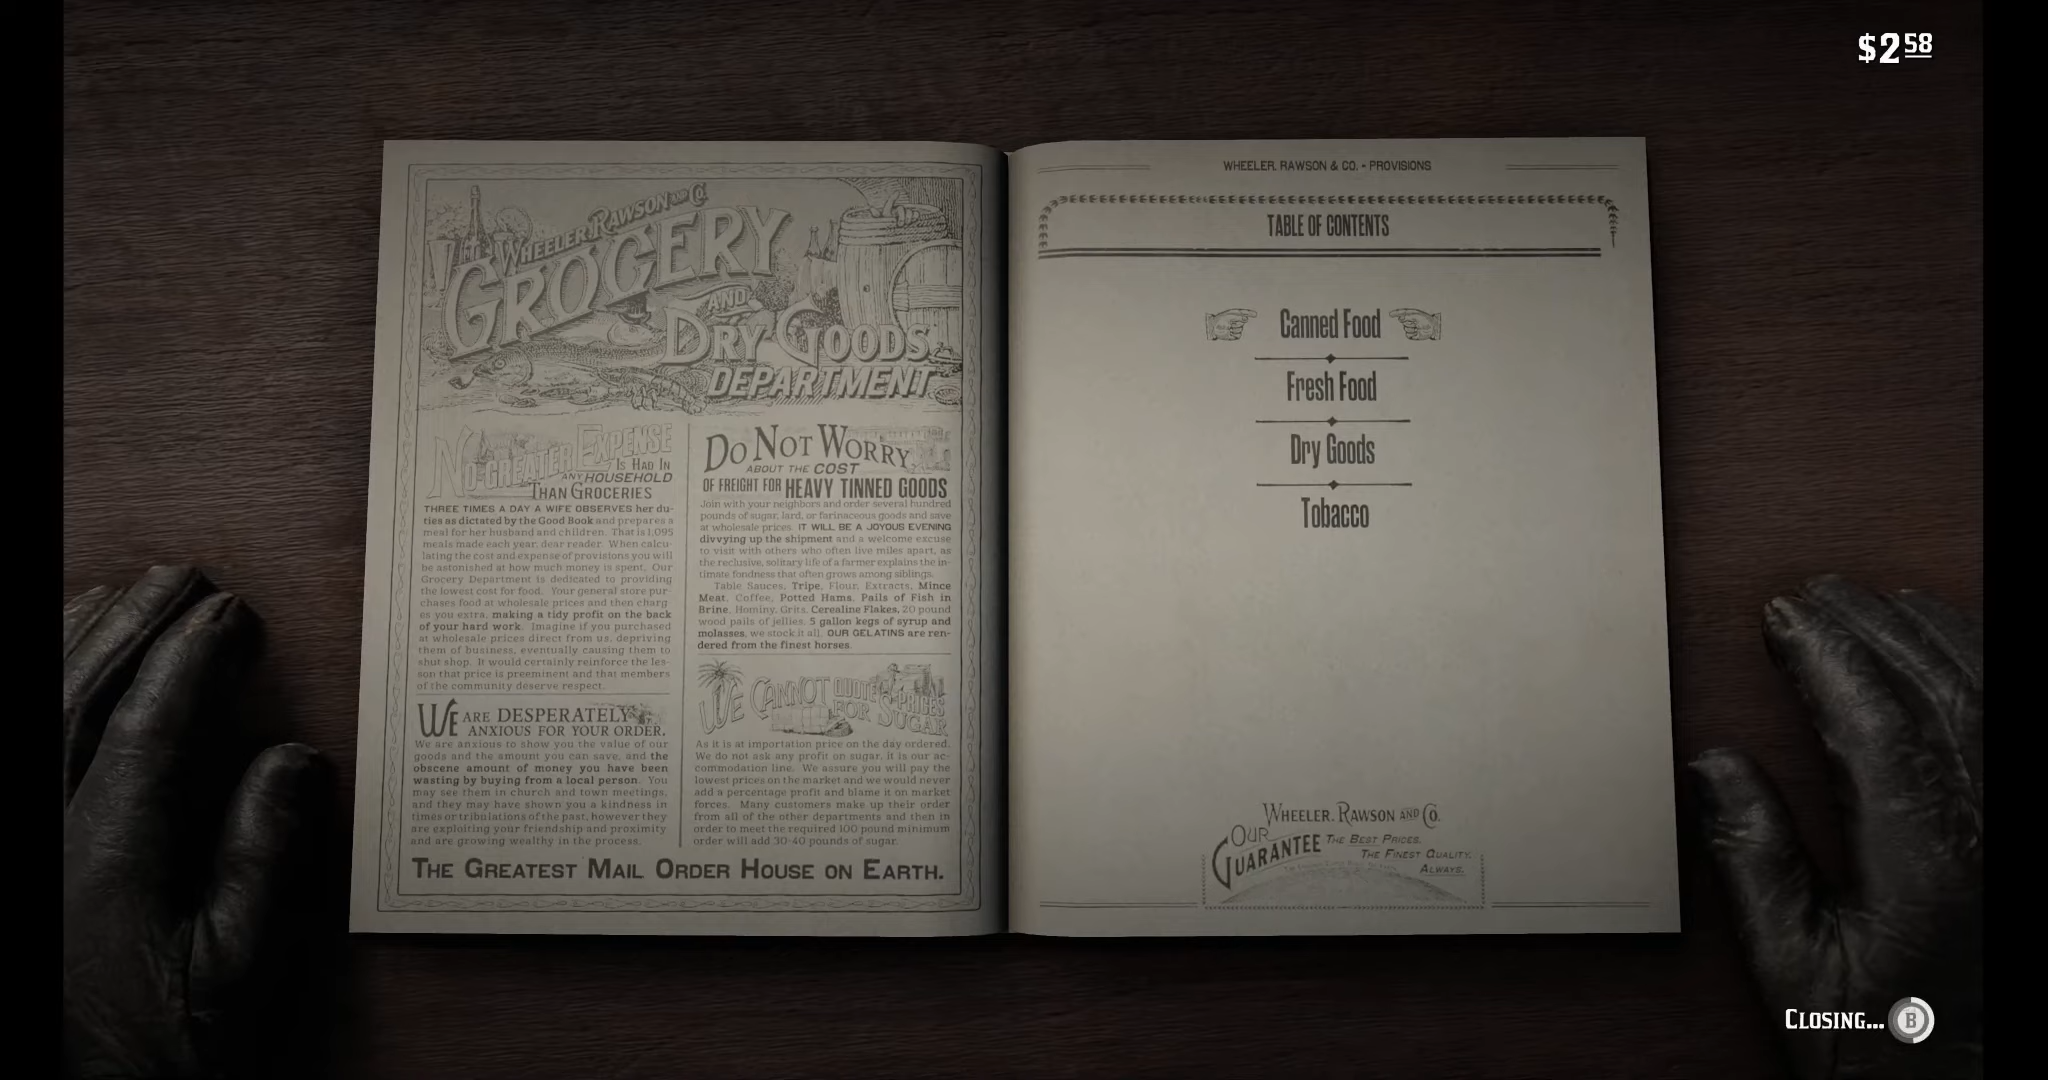 $2 58
WHEELER, RAWSON AND CO.
GROCERY
AND
DRY GOODS
DEPARTMENT
NO GREATER EXPENSE
IS HAD IN
ANY HOUSEHOLD
THAN GROCERIES
THREE TIMES A DAY A WIFE OBSERVES her du-
ties as dictated by the Good Book and prepares a
meal for her husband and children. That is 1,095
meals made each year, dear reader. When calcu-
lating the cost and expense of provisions you will
be astonished at how much money is spent. Our
Grocery Department is dedicated to providing
the lowest cost for food. Your general store pur-
chases food at wholesale prices and then charg-
es you extra, making a tidy profit on the back
of your hard work. Imagine if you purchased
at wholesale prices direct from us, depriving
them of business, eventually causing them to
shut shop. It would certainly reinforce the les-
son that price is preeminent and that members
of the community deserve respect.
WE ARE DESPERATELY
ANXIOUS FOR YOUR ORDER.
We are anxious to show you the value of our
goods and the amount you can save, and the
obscene amount of money you have been
wasting by buying from a local person. You
may see them in church and town meetings,
and they may have shown you a kindness in
times or tribulations of the past, however they
are exploiting your friendship and proximity
and are growing wealthy in the process.
DO NOT WORRY
ABOUT THE COST
OF FREIGHT FOR HEAVY TINNED GOODS
Join with your neighbors and order several hundred
pounds of sugar, lard, or farinaceous goods and save
at wholesale prices. IT WILL BE A JOYOUS EVENING
divvying up the shipment and a welcome excuse
to visit with others who often live miles apart, as
the reclusive, solitary life of a farmer explains the in-
timate fondness that often grows among siblings.
Table Sauces, Tripe, Flour, Extracts, Mince
Meat, Coffee, Potted Hams, Pails of Fish in
Brine, Hominy, Grits, Cerealine Flakes, 20 pound
wood pails of jellies, 5 gallon kegs of syrup and
molasses, we stock it all. OUR GELATINS are ren-
dered from the finest horses.
WE CANNOT QUOTE PRICES
FOR SUGAR
As it is at importation price on the day ordered.
We do not ask any profit on sugar, it is our ac-
commodation line. We assure you will pay the
lowest prices on the market and we would never
add a percentage profit and blame it on market
forces. Many customers make up their order
from all of the other departments and then in
order to meet the required 100 pound minimum
order will add 30-40 pounds of sugar.
THE GREATEST MAIL ORDER HOUSE ON EARTH.
WHEELER, RAWSON & CO. - PROVISIONS
TABLE OF CONTENTS
Canned Food
Fresh Food
Dry Goods
Tobacco
WHEELER, RAWSON AND CO.
OUR
GUARANTEE
THE BEST PRICES.
THE FINEST QUALITY.
ALWAYS.
CLOSING... B